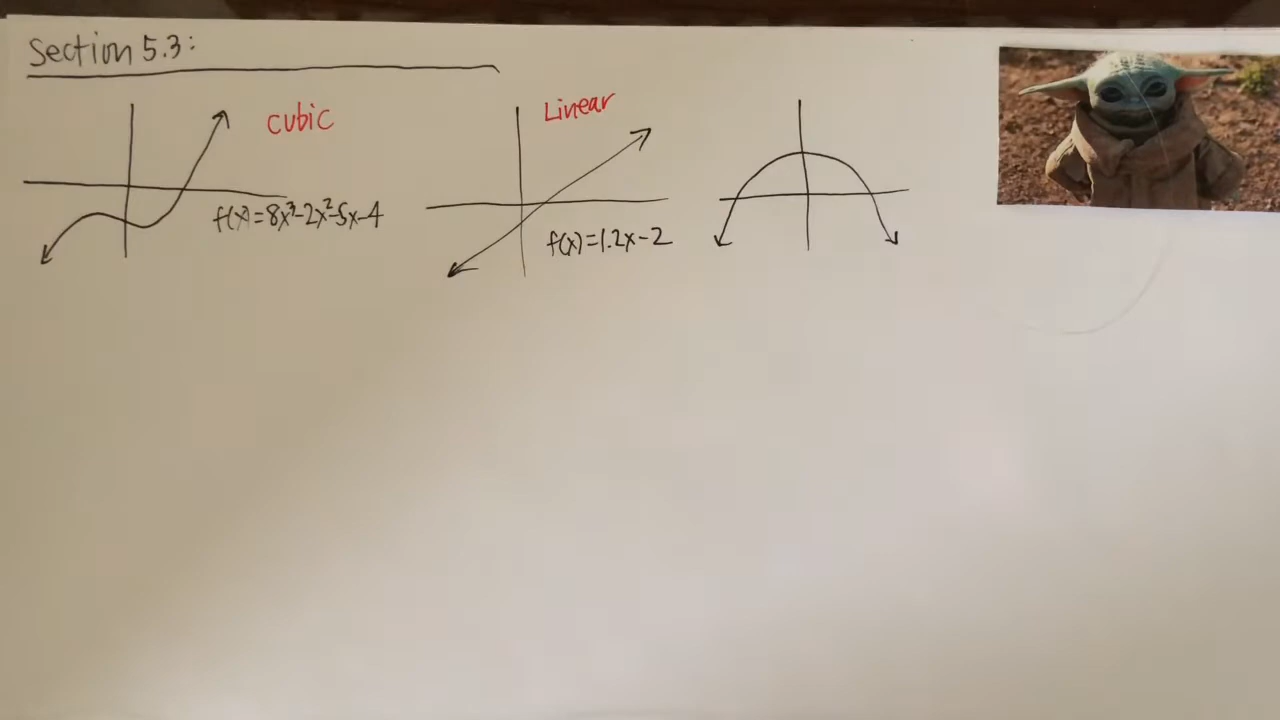 Section 5.3:
cubic
f(x)=8x³-2x²-5x-4
Linear
f(x)=1.2x-2